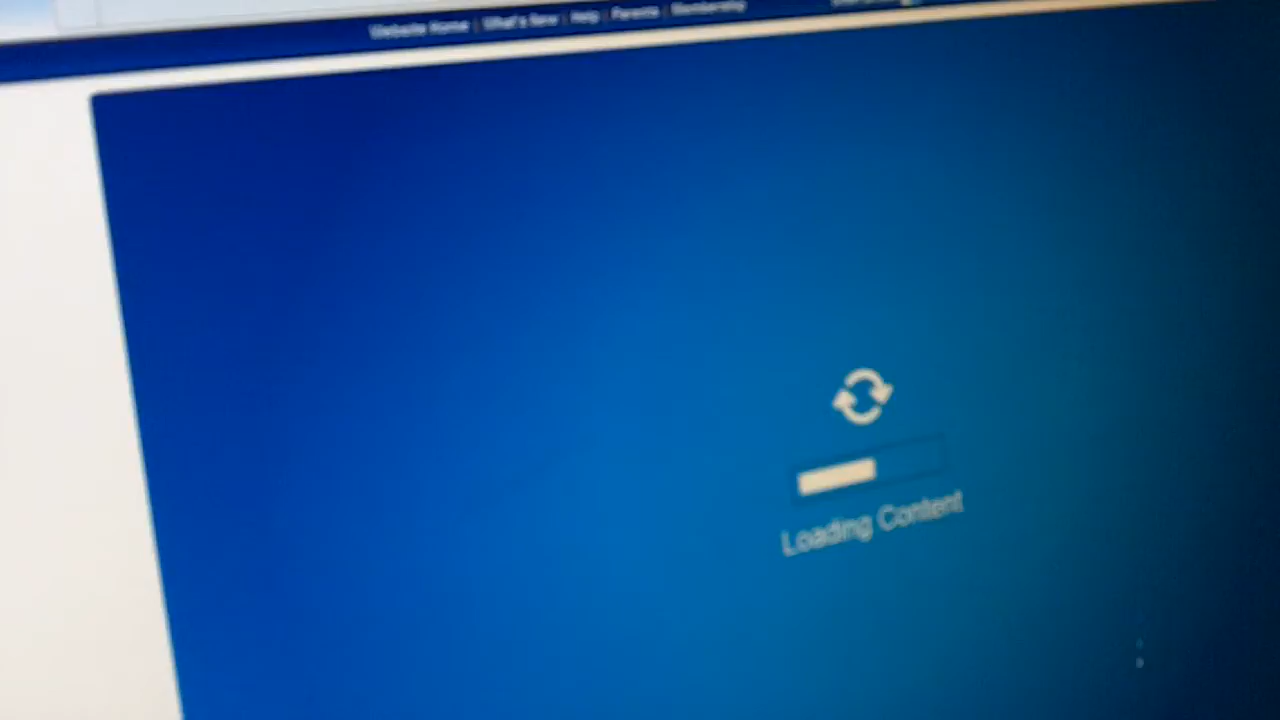 Website Home | What's New | Help | Parents | Membership
Loading Content